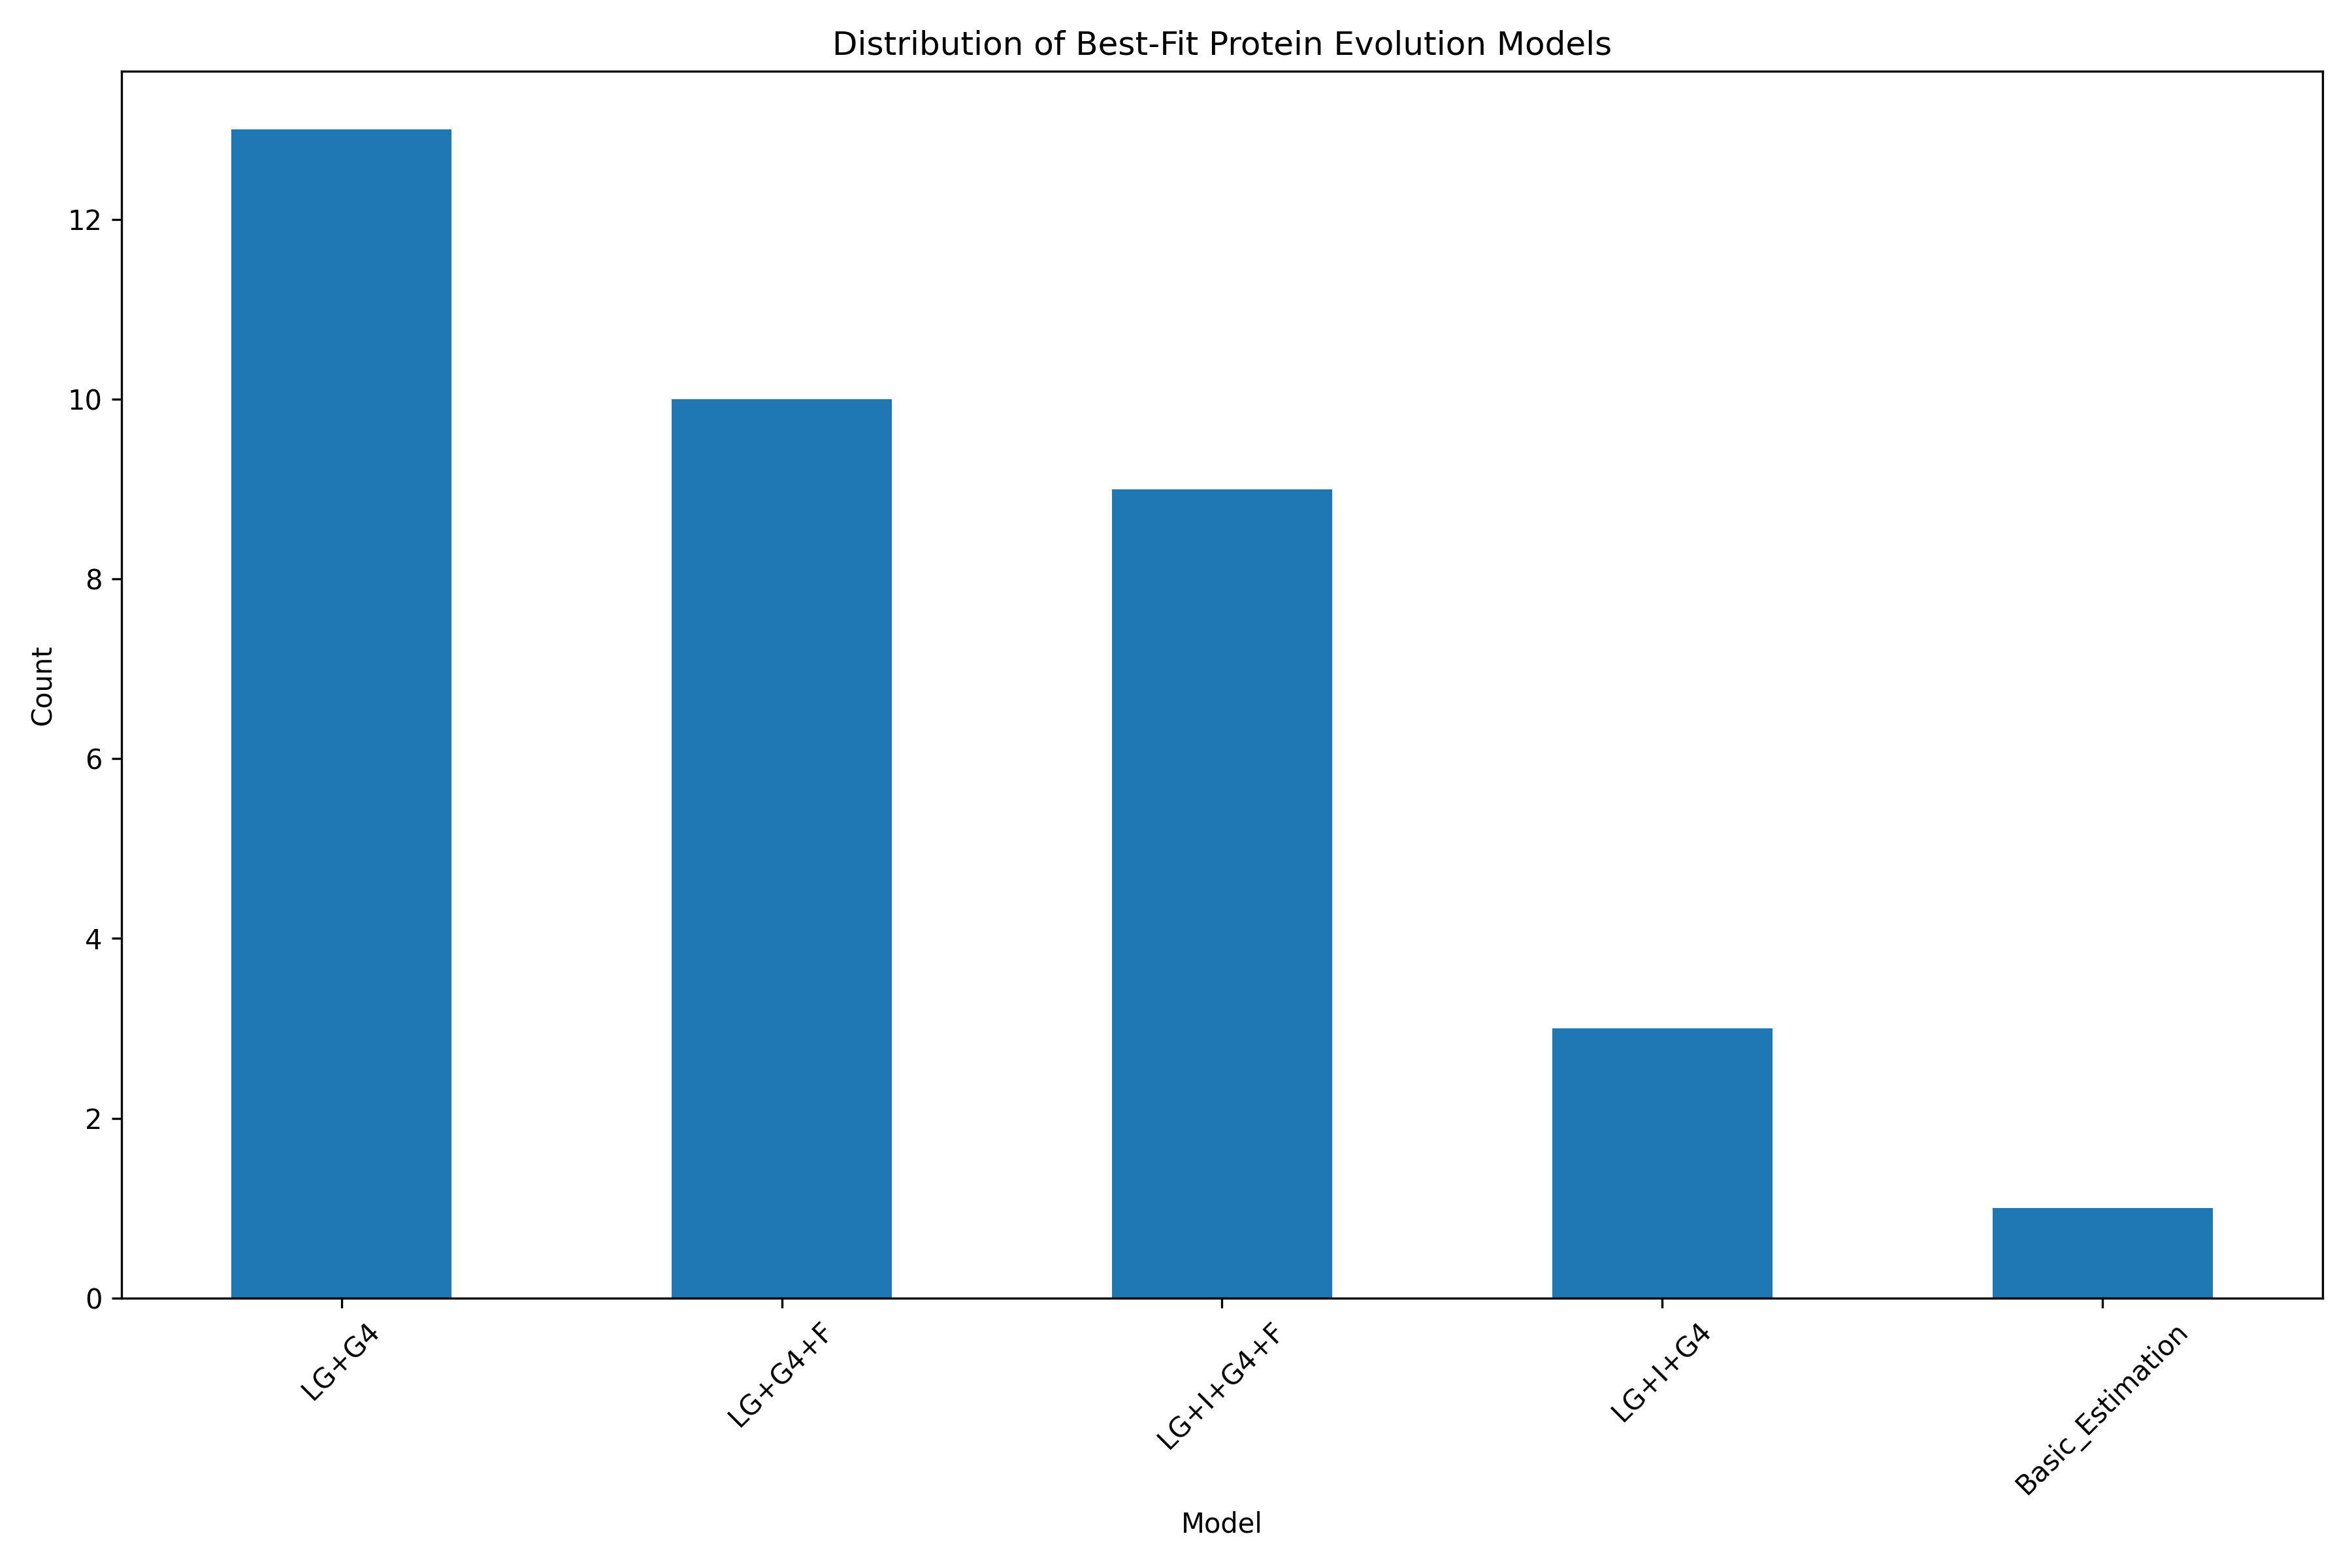 Distribution of Best-Fit Protein Evolution Models
Count
12
10
8
6
4
2
0
LG+G4
LG+G4+F
LG+I+G4+F
LG+I+G4
Basic_Estimation
Model